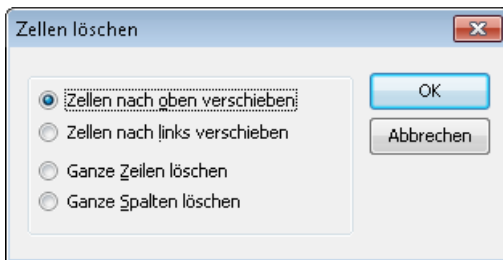 Zellen löschen
Zellen nach oben verschieben
Zellen nach links verschieben
Ganze Zeilen löschen
Ganze Spalten löschen
OK
Abbrechen